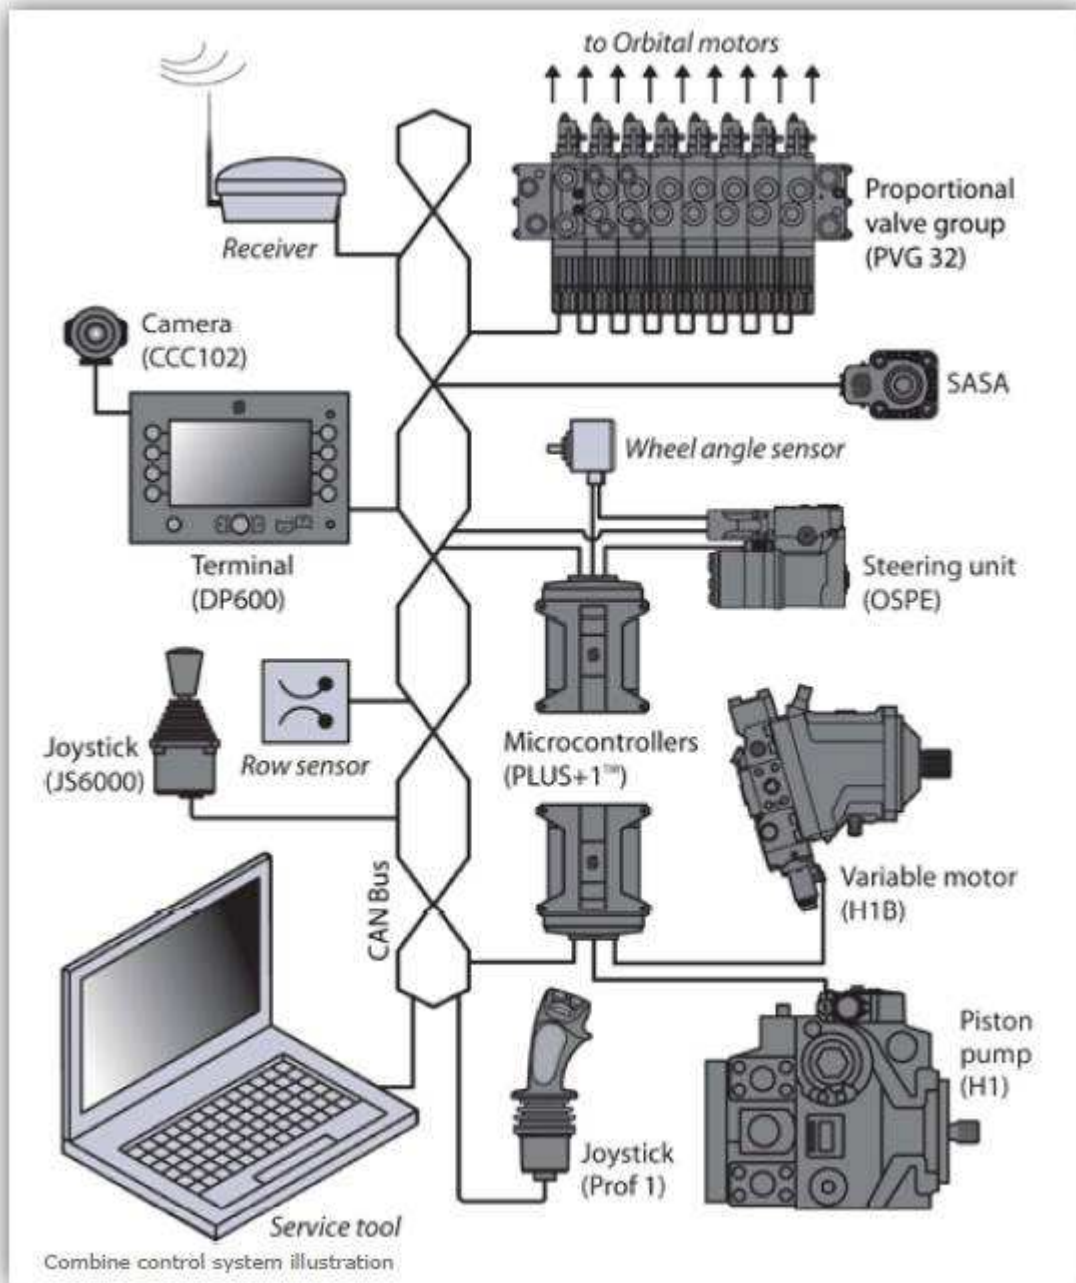 to Orbital motors
Proportional
valve group
(PVG 32)
Receiver
Camera
(CCC102)
SASA
Wheel angle sensor
Terminal
(DP600)
Steering unit
(OSPE)
Joystick
(JS6000)
Row sensor
Microcontrollers
(PLUS+1™)
Variable motor
(H1B)
CAN Bus
Piston
pump
(H1)
Joystick
(Prof 1)
Service tool
Combine control system illustration